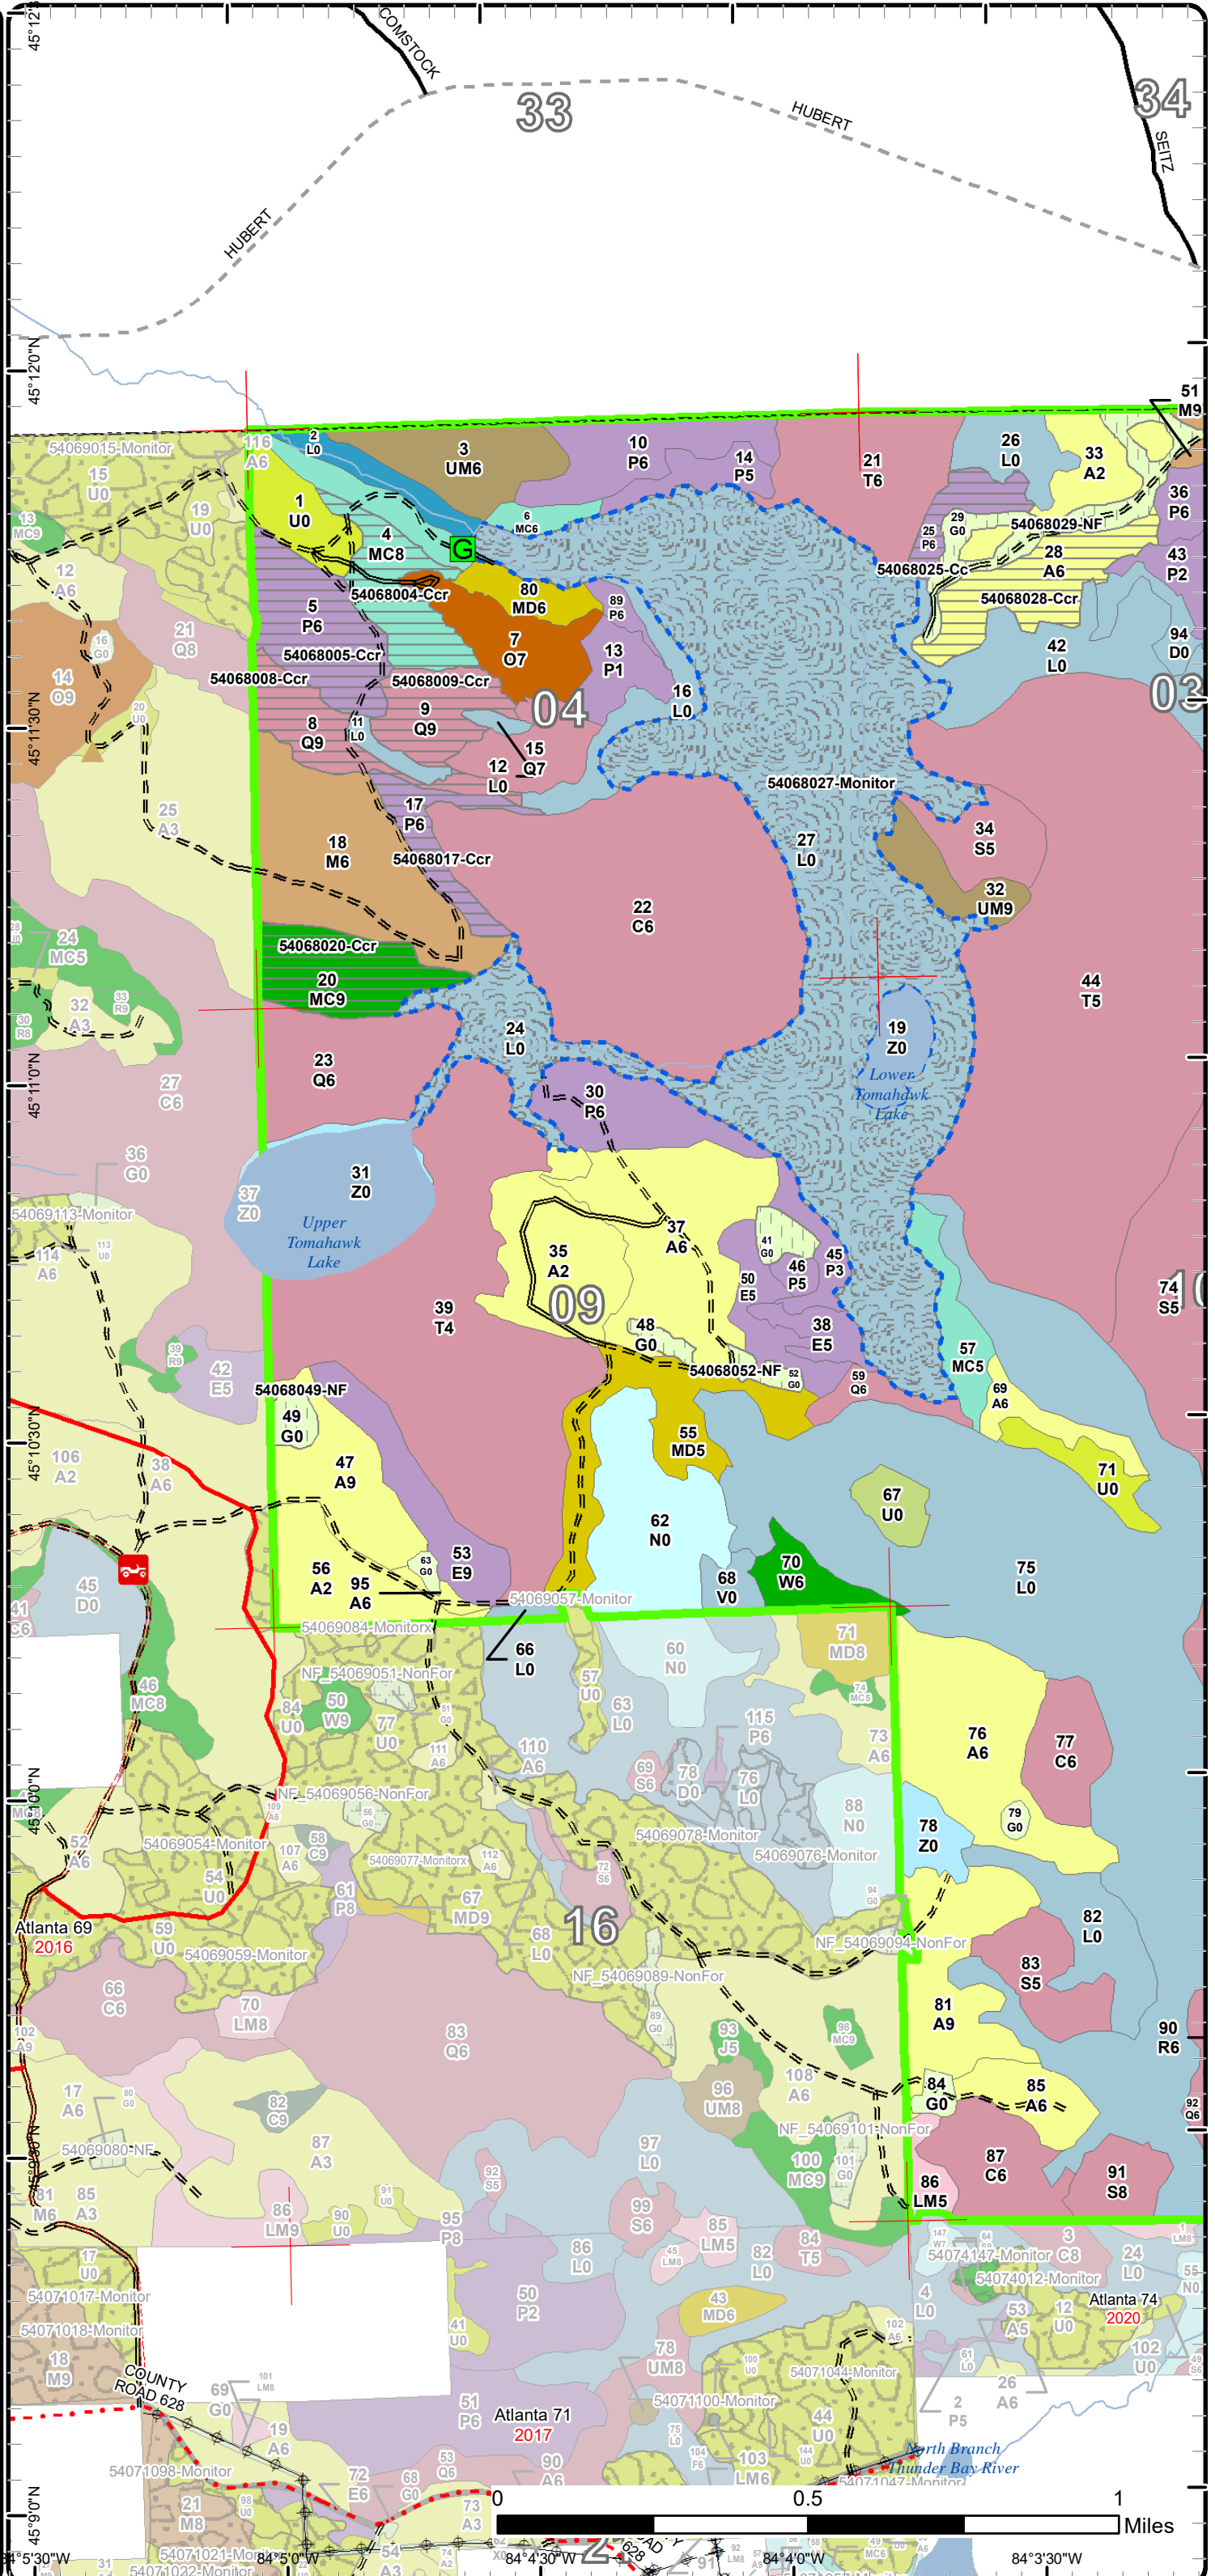 45°12'3
COMSTOCK
33
HUBERT
34
SEITZ
HUBERT
45°12'0"N
51
M9
54069015-Monitor
15
U0
116
A6
2
L0
3
UM6
10
P6
14
P5
21
T6
26
L0
33
A2
36
P6
19
U0
1
U0
13
MC9
4
MC8
6
MC6
G
25
P6
29
G0
54068029-NF
28
A6
43
P2
12
A6
54068025-Cc
54068004-Ccr
80
MD6
89
P6
54068028-Ccr
5
P6
21
Q8
16
G0
7
O7
13
P1
42
L0
94
D0
54068005-Ccr
54068008-Ccr
54068009-Ccr
14
O9
16
L0
04
03
20
U0
8
Q9
11
L0
9
Q9
45°11'30"N
15
Q7
12
L0
54068027-Monitor
25
A3
17
P6
18
M6
54068017-Ccr
27
L0
34
S5
22
C6
32
UM9
24
MC5
54068020-Ccr
20
MC9
44
T5
32
A3
33
R9
30
R8
24
L0
19
Z0
Lower
Tomahawk
Lake
23
Q6
45°11'0"N
27
C6
30
P6
36
G0
37
Z0
31
Z0
Upper
Tomahawk
Lake
54069113-Monitor
113
U0
114
A6
37
A6
41
G0
35
A2
45
P3
46
P5
50
E5
74
S5
09
39
T4
48
G0
38
E5
39
R9
42
E5
57
MC5
54068052-NF
52
G0
59
Q6
69
A6
54068049-NF
49
G0
45°10'30"N
106
A2
38
A6
47
A9
55
MD5
71
U0
67
U0
62
N0
53
E9
63
G0
56
A2
95
A6
68
V0
70
W6
75
L0
45
D0
41
C6
54069057-Monitor
54069084-Monitorx
66
L0
60
N0
71
MD8
46
MC8
NF_54069051-NonFor
50
W9
84
U0
77
U0
51
G0
57
U0
63
L0
74
MC5
115
P6
73
A6
76
A6
77
C6
111
A6
110
A6
69
S6
78
D0
76
L0
NF_54069056-NonFor
109
A6
56
G0
88
N0
78
Z0
79
G0
52
A6
54069054-Monitor
107
A6
58
C9
54069077-Monitorx
112
A6
54069078-Monitor
54069076-Monitor
72
S6
54
U0
61
P8
67
MD9
94
G0
82
L0
Atlanta 69
2016
59
U0
54069059-Monitor
68
L0
16
NF_54069094-NonFor
83
S5
66
C6
NF_54069089-NonFor
70
LM8
83
Q6
89
G0
93
J5
98
MC9
81
A9
90
R6
102
A9
17
A6
80
G0
82
C9
96
UM8
108
A6
84
G0
85
A6
92
Q6
54069080-NF
87
A3
97
L0
NF_54069101-NonFor
100
MC9
101
G0
87
C6
86
LM5
91
S8
81
M6
85
A3
86
LM9
91
U0
90
U0
92
S5
95
P8
99
S6
85
LM5
84
T5
17
U0
86
L0
45
LM8
82
L0
147
W7
54074147-Monitor
3
C8
24
L0
1
LM8
54074012-Monitor
54071017-Monitor
54071018-Monitor
50
P2
43
MD6
41
U0
4
L0
53
A5
12
U0
Atlanta 74
2020
55
N0
18
M9
102
A6
78
UM8
100
U0
54071044-Monitor
61
L0
102
U0
COUNTY
ROAD 628
69
G0
101
LM8
26
A6
2
P5
19
A6
51
P6
Atlanta 71
2017
54071100-Monitor
44
U0
75
L0
54071098-Monitor
72
E6
68
G0
53
Q6
90
A6
104
F6
103
LM6
144
U0
North Branch
Thunder Bay River
54071047-Monitor
21
M8
98
U0
73
A3
0
0.5
1
Miles
45°9'0"N
54
A3
54071022-Monitor
84°5'0"W
84°4'30"W
84°4'0"W
84°3'30"W